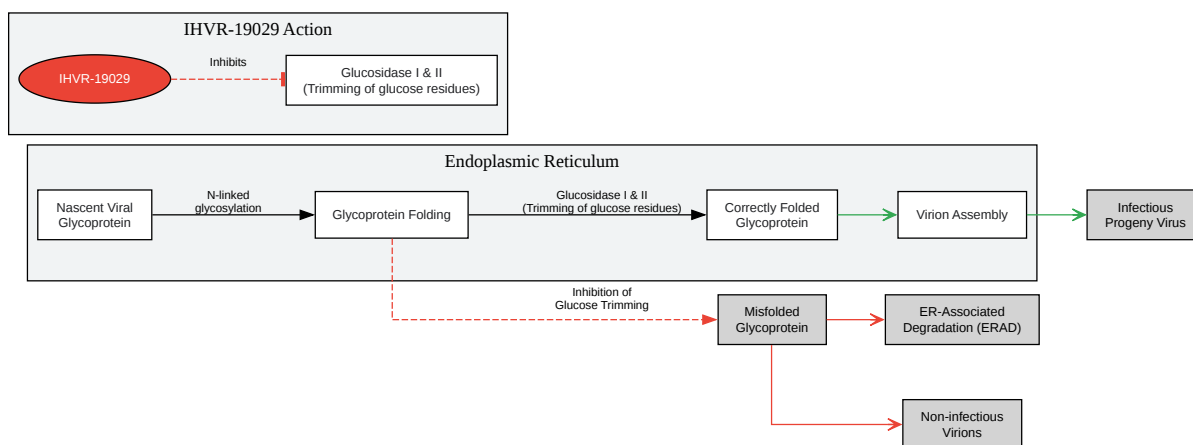 IHVR-19029 Action
IHVR-19029
Inhibits
Glucosidase I & II
(Trimming of glucose residues)
Endoplasmic Reticulum
Nascent Viral
Glycoprotein
N-linked
glycosylation
Glycoprotein Folding
Glucosidase I & II
(Trimming of glucose residues)
Correctly Folded
Glycoprotein
Virion Assembly
Infectious
Progeny Virus
Inhibition of
Glucose Trimming
Misfolded
Glycoprotein
ER-Associated
Degradation (ERAD)
Non-infectious
Virions